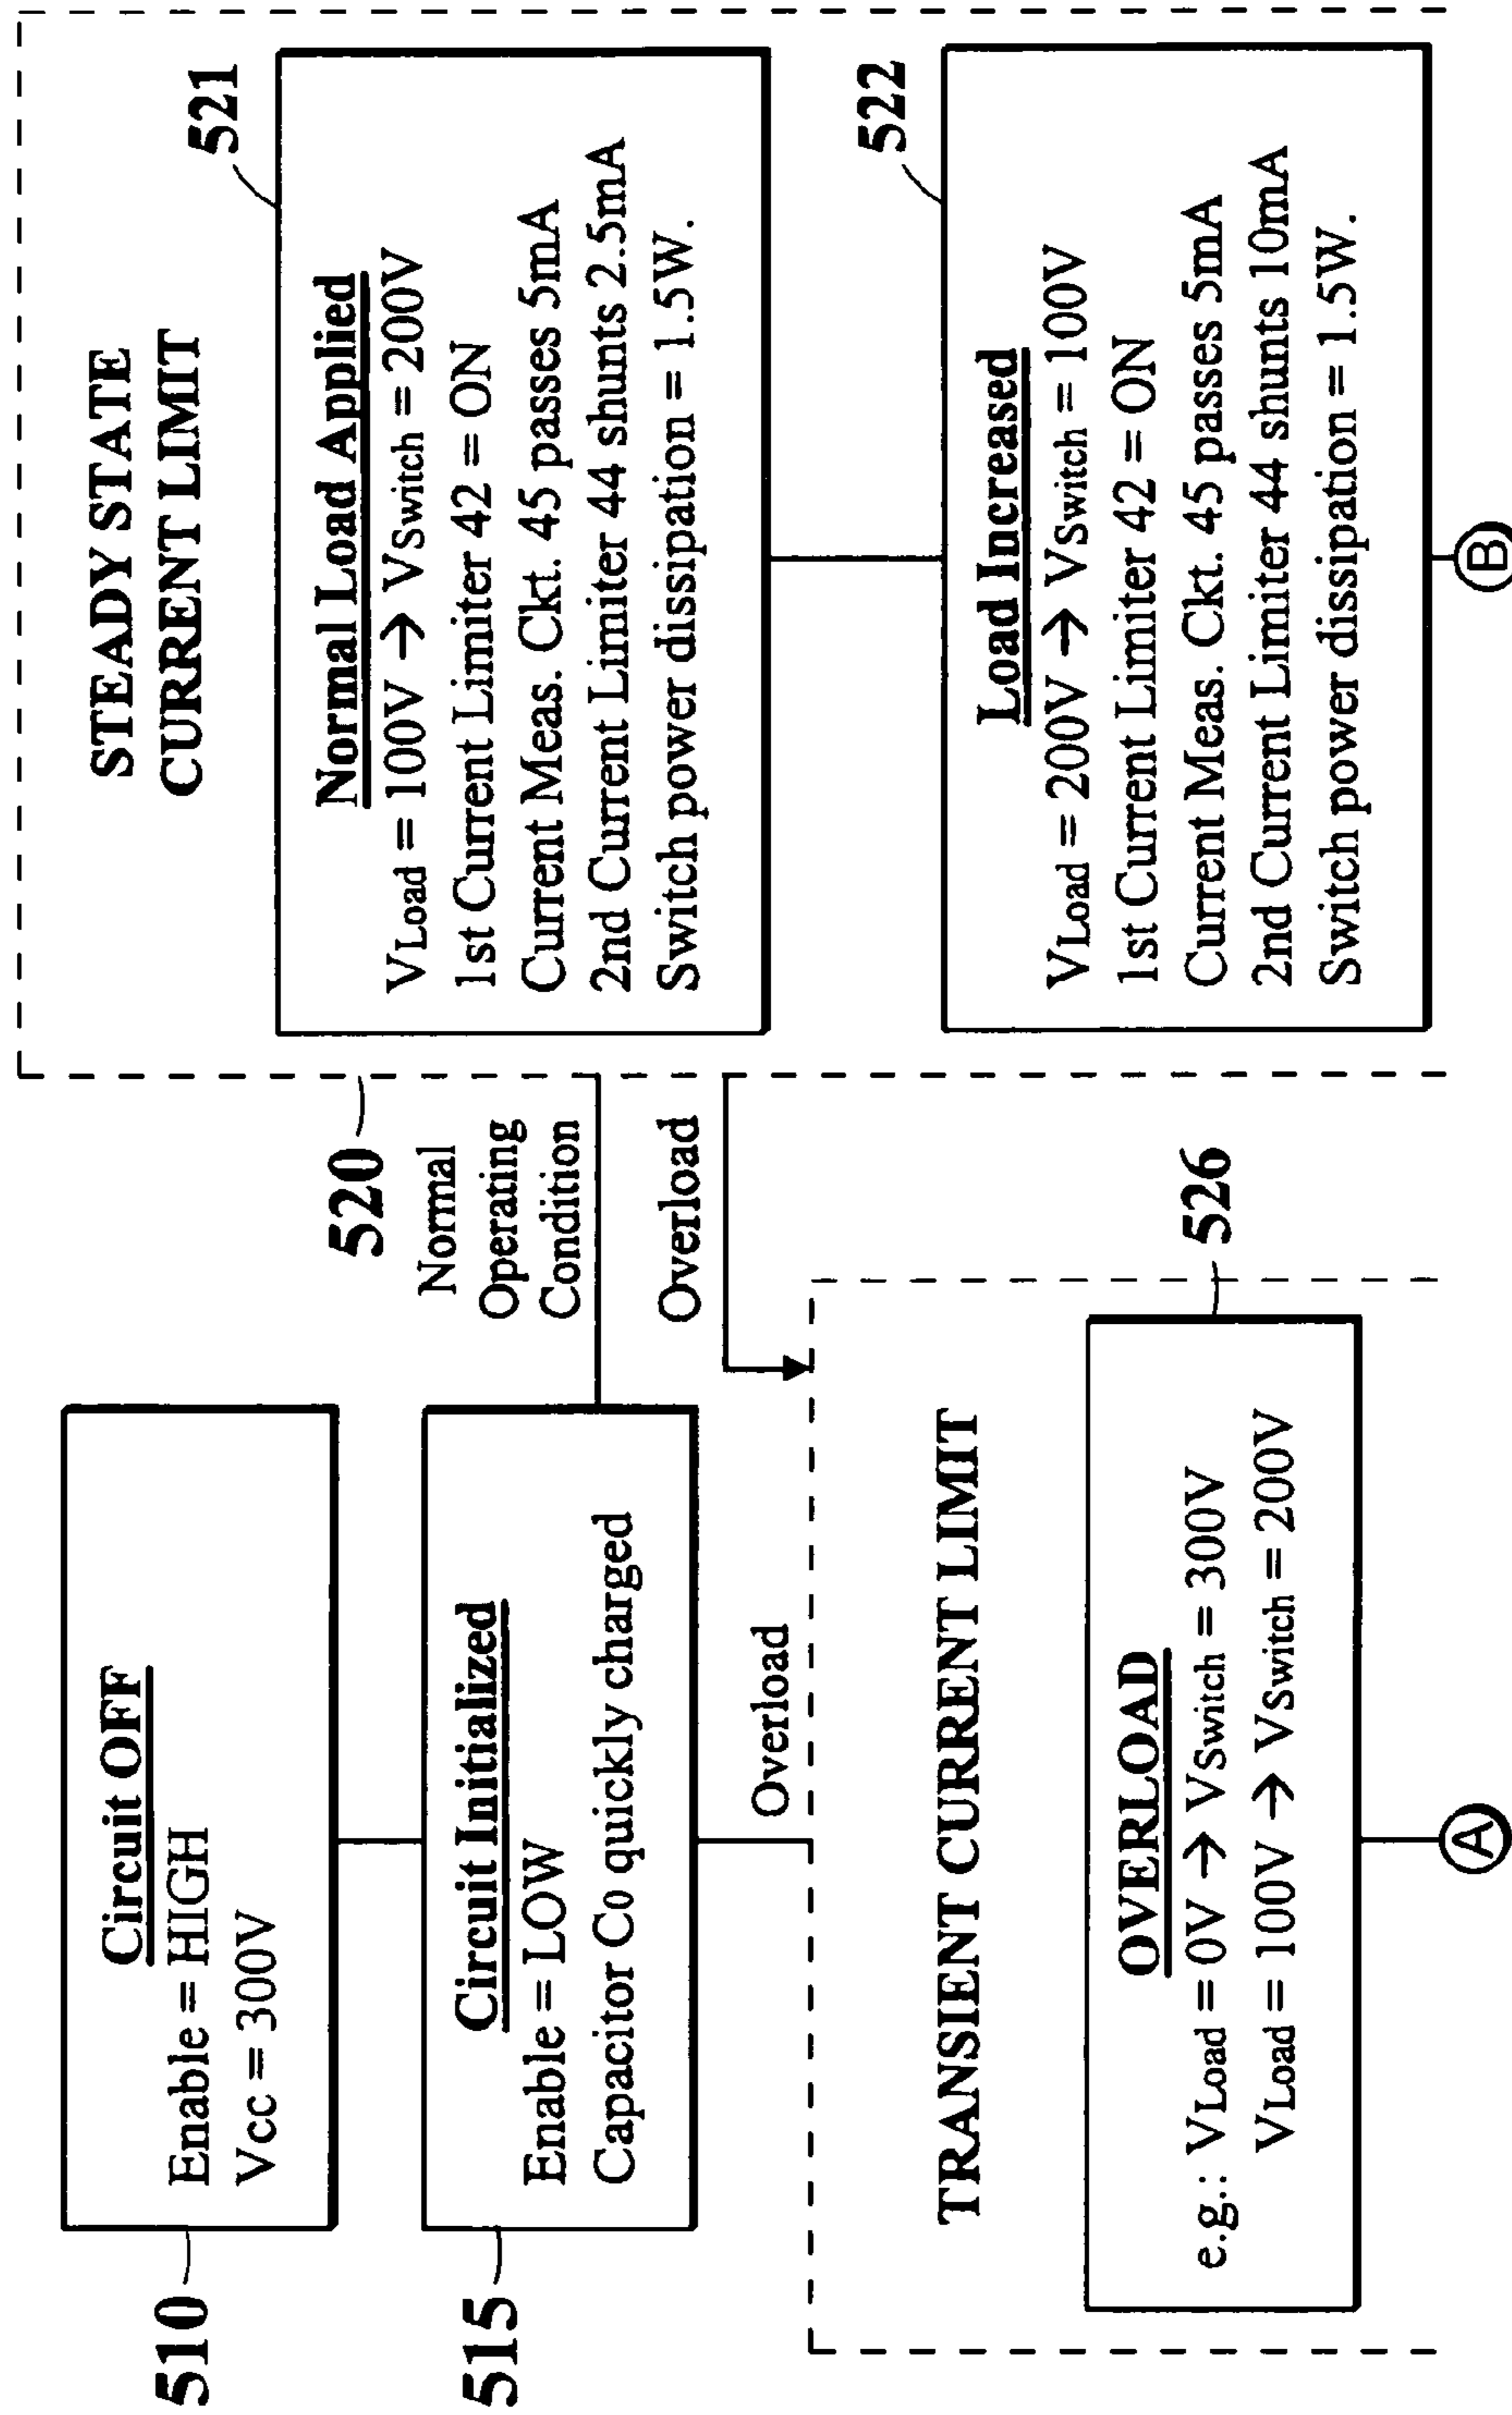 510
Circuit OFF
Enable = HIGH
Vcc = 300V
515
Circuit Initialized
Enable = LOW
Capacitor C0 quickly charged
Normal
Operating
Condition
Overload
Overload
520
STEADY STATE
CURRENT LIMIT
521
Normal Load Applied
VLoad = 100V → VSwitch = 200V
1st Current Limiter 42 = ON
Current Meas. Ckt. 45 passes 5mA
2nd Current Limiter 44 shunts 2.5mA
Switch power dissipation = 1.5W.
522
Load Increased
VLoad = 200V → VSwitch = 100V
1st Current Limiter 42 = ON
Current Meas. Ckt. 45 passes 5mA
2nd Current Limiter 44 shunts 10mA
Switch power dissipation = 1.5W.
B
TRANSIENT CURRENT LIMIT
526
OVERLOAD
e.g.: VLoad = 0V → VSwitch = 300V
VLoad = 100V → VSwitch = 200V
A